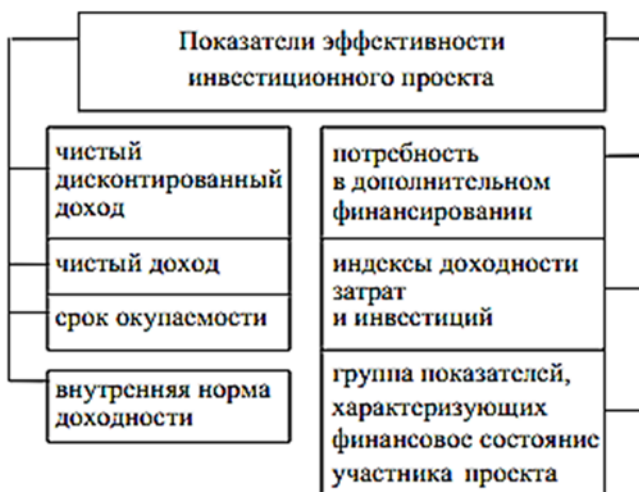 Показатели эффективности
инвестиционного проекта
чистый
дисконтированный
доход
чистый доход
срок окупаемости
внутренняя норма
доходности
потребность
в дополнительном
финансировании
индексы доходности
затрат
и инвестиций
группа показателей,
характеризующих
финансовое состояние
участника проекта